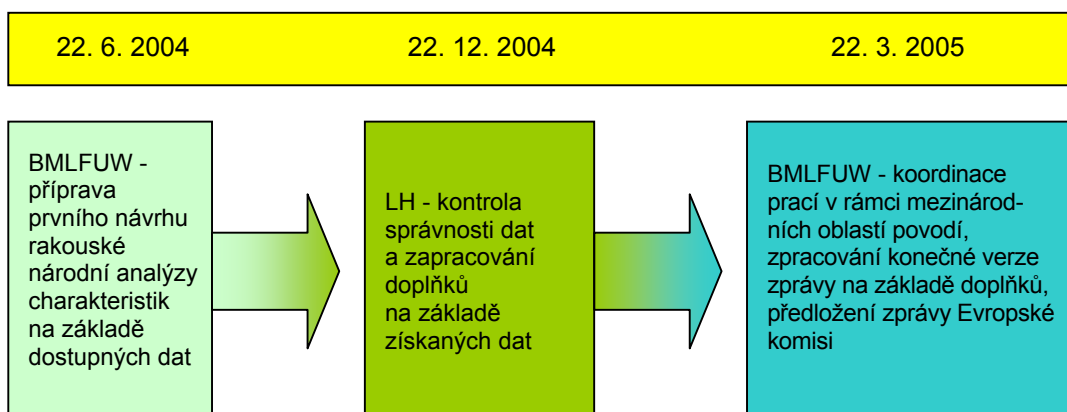 22. 6. 2004
22. 12. 2004
22. 3. 2005
BMLFUW -
příprava
prvního návrhu
rakouské
národní analýzy
charakteristik
na základě
dostupných dat
LH - kontrola
správnosti dat
a zapracování
doplňků
na základě
získaných dat
BMLFUW - koordinace
prací v rámci mezinárod-
ních oblastí povodí,
zpracování konečné verze
zprávy na základě doplňků,
předložení zprávy Evropské
komisi